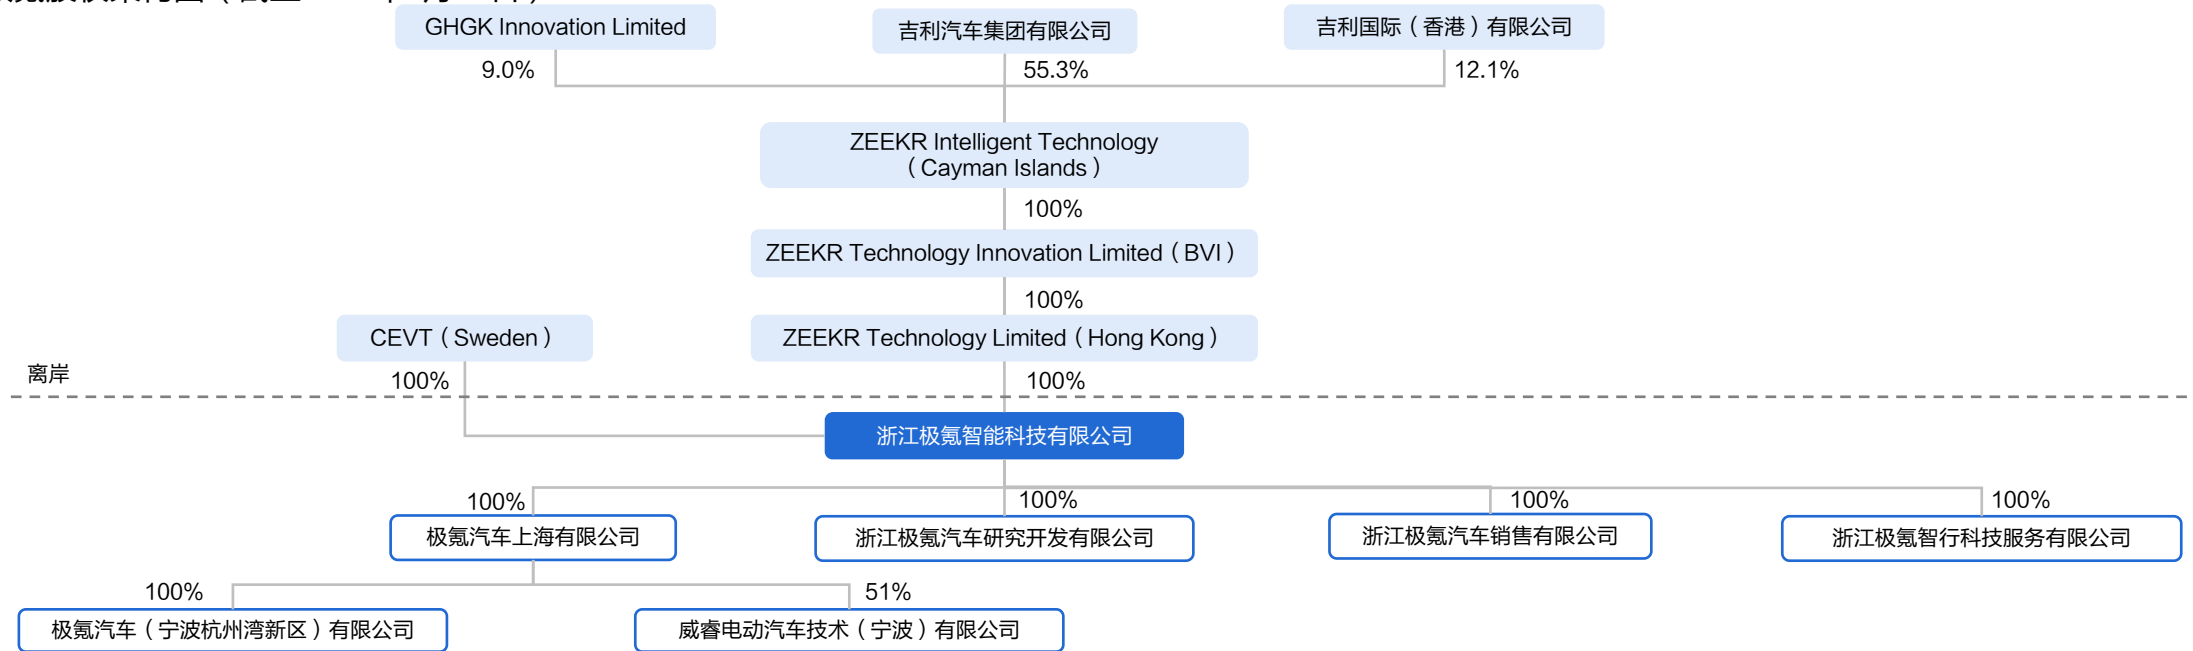 GHGK Innovation Limited
吉利汽车集团有限公司
吉利国际（香港）有限公司
9.0%
55.3%
12.1%
ZEEKR Intelligent Technology
（Cayman Islands）
100%
ZEEKR Technology Innovation Limited（BVI）
100%
CEVT（Sweden）
ZEEKR Technology Limited（Hong Kong）
离岸
100%
100%
浙江极氪智能科技有限公司
100%
100%
100%
100%
极氪汽车上海有限公司
浙江极氪汽车研究开发有限公司
浙江极氪汽车销售有限公司
浙江极氪智行科技服务有限公司
100%
51%
极氪汽车（宁波杭州湾新区）有限公司
威睿电动汽车技术（宁波）有限公司